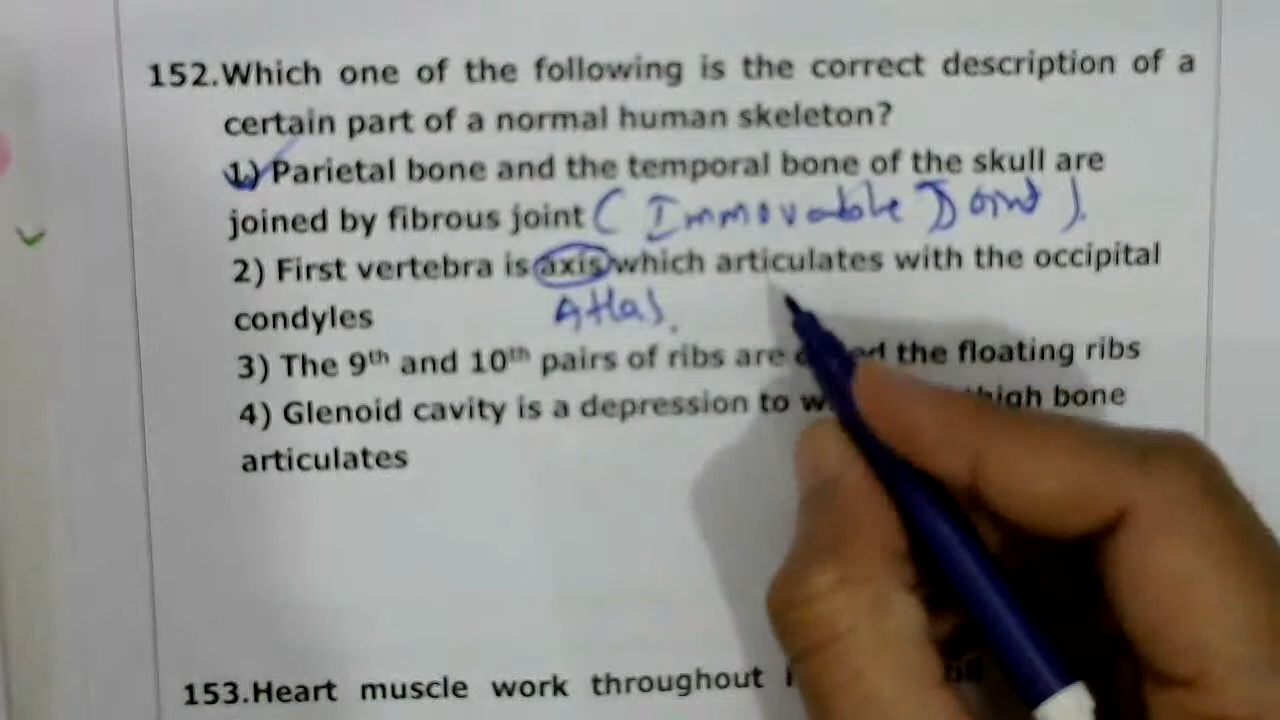 152.Which one of the following is the correct description of a
certain part of a normal human skeleton?
1) Parietal bone and the temporal bone of the skull are
joined by fibrous joint (Immovable Joint).
2) First vertebra is axis which articulates with the occipital
condyles Atlas.
3) The 9th and 10th pairs of ribs are the floating ribs
4) Glenoid cavity is a depression to bone
articulates
153.Heart muscle work throughout